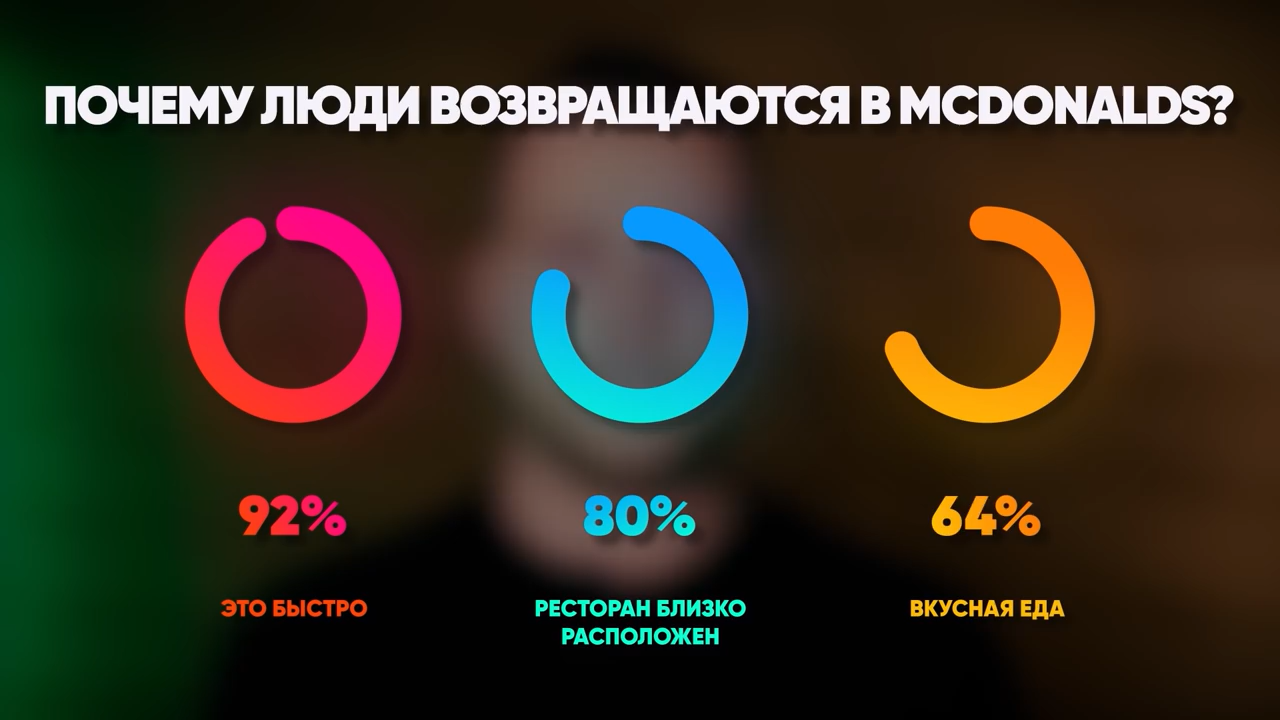 ПОЧЕМУ ЛЮДИ ВОЗВРАЩАЮТСЯ В MCDONALDS?
92%
80%
64%
ЭТО БЫСТРО
РЕСТОРАН БЛИЗКО
РАСПОЛОЖЕН
ВКУСНАЯ ЕДА